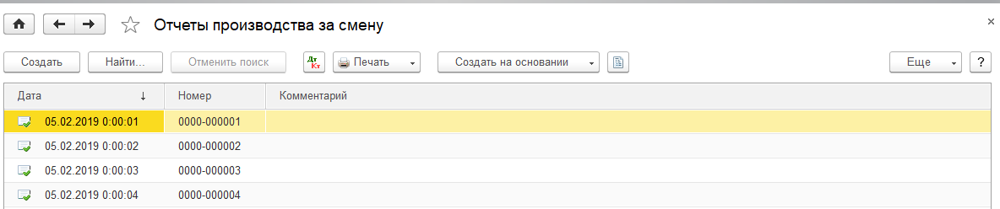 Отчеты производства за смену
Создать Найти... Отменить поиск Дт Кт Печать Создать на основании Еще ?
Дата ↓ Номер Комментарий
05.02.2019 0:00:01 0000-000001
05.02.2019 0:00:02 0000-000002
05.02.2019 0:00:03 0000-000003
05.02.2019 0:00:04 0000-000004